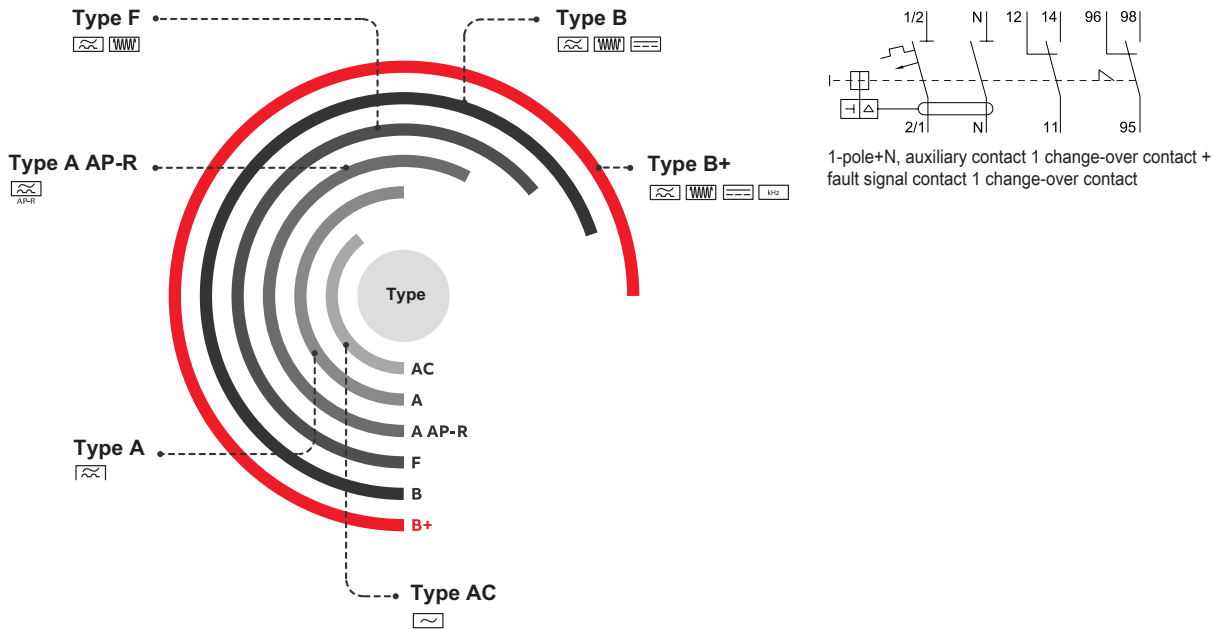 Type F
Type B
Type A AP-R
AP-R
Type B+
kHz
Type
AC
A
A AP-R
F
B
B+
Type A
Type AC
1/2 N 12 14 96 98
2/1 N 11 95
1-pole+N, auxiliary contact 1 change-over contact +
fault signal contact 1 change-over contact